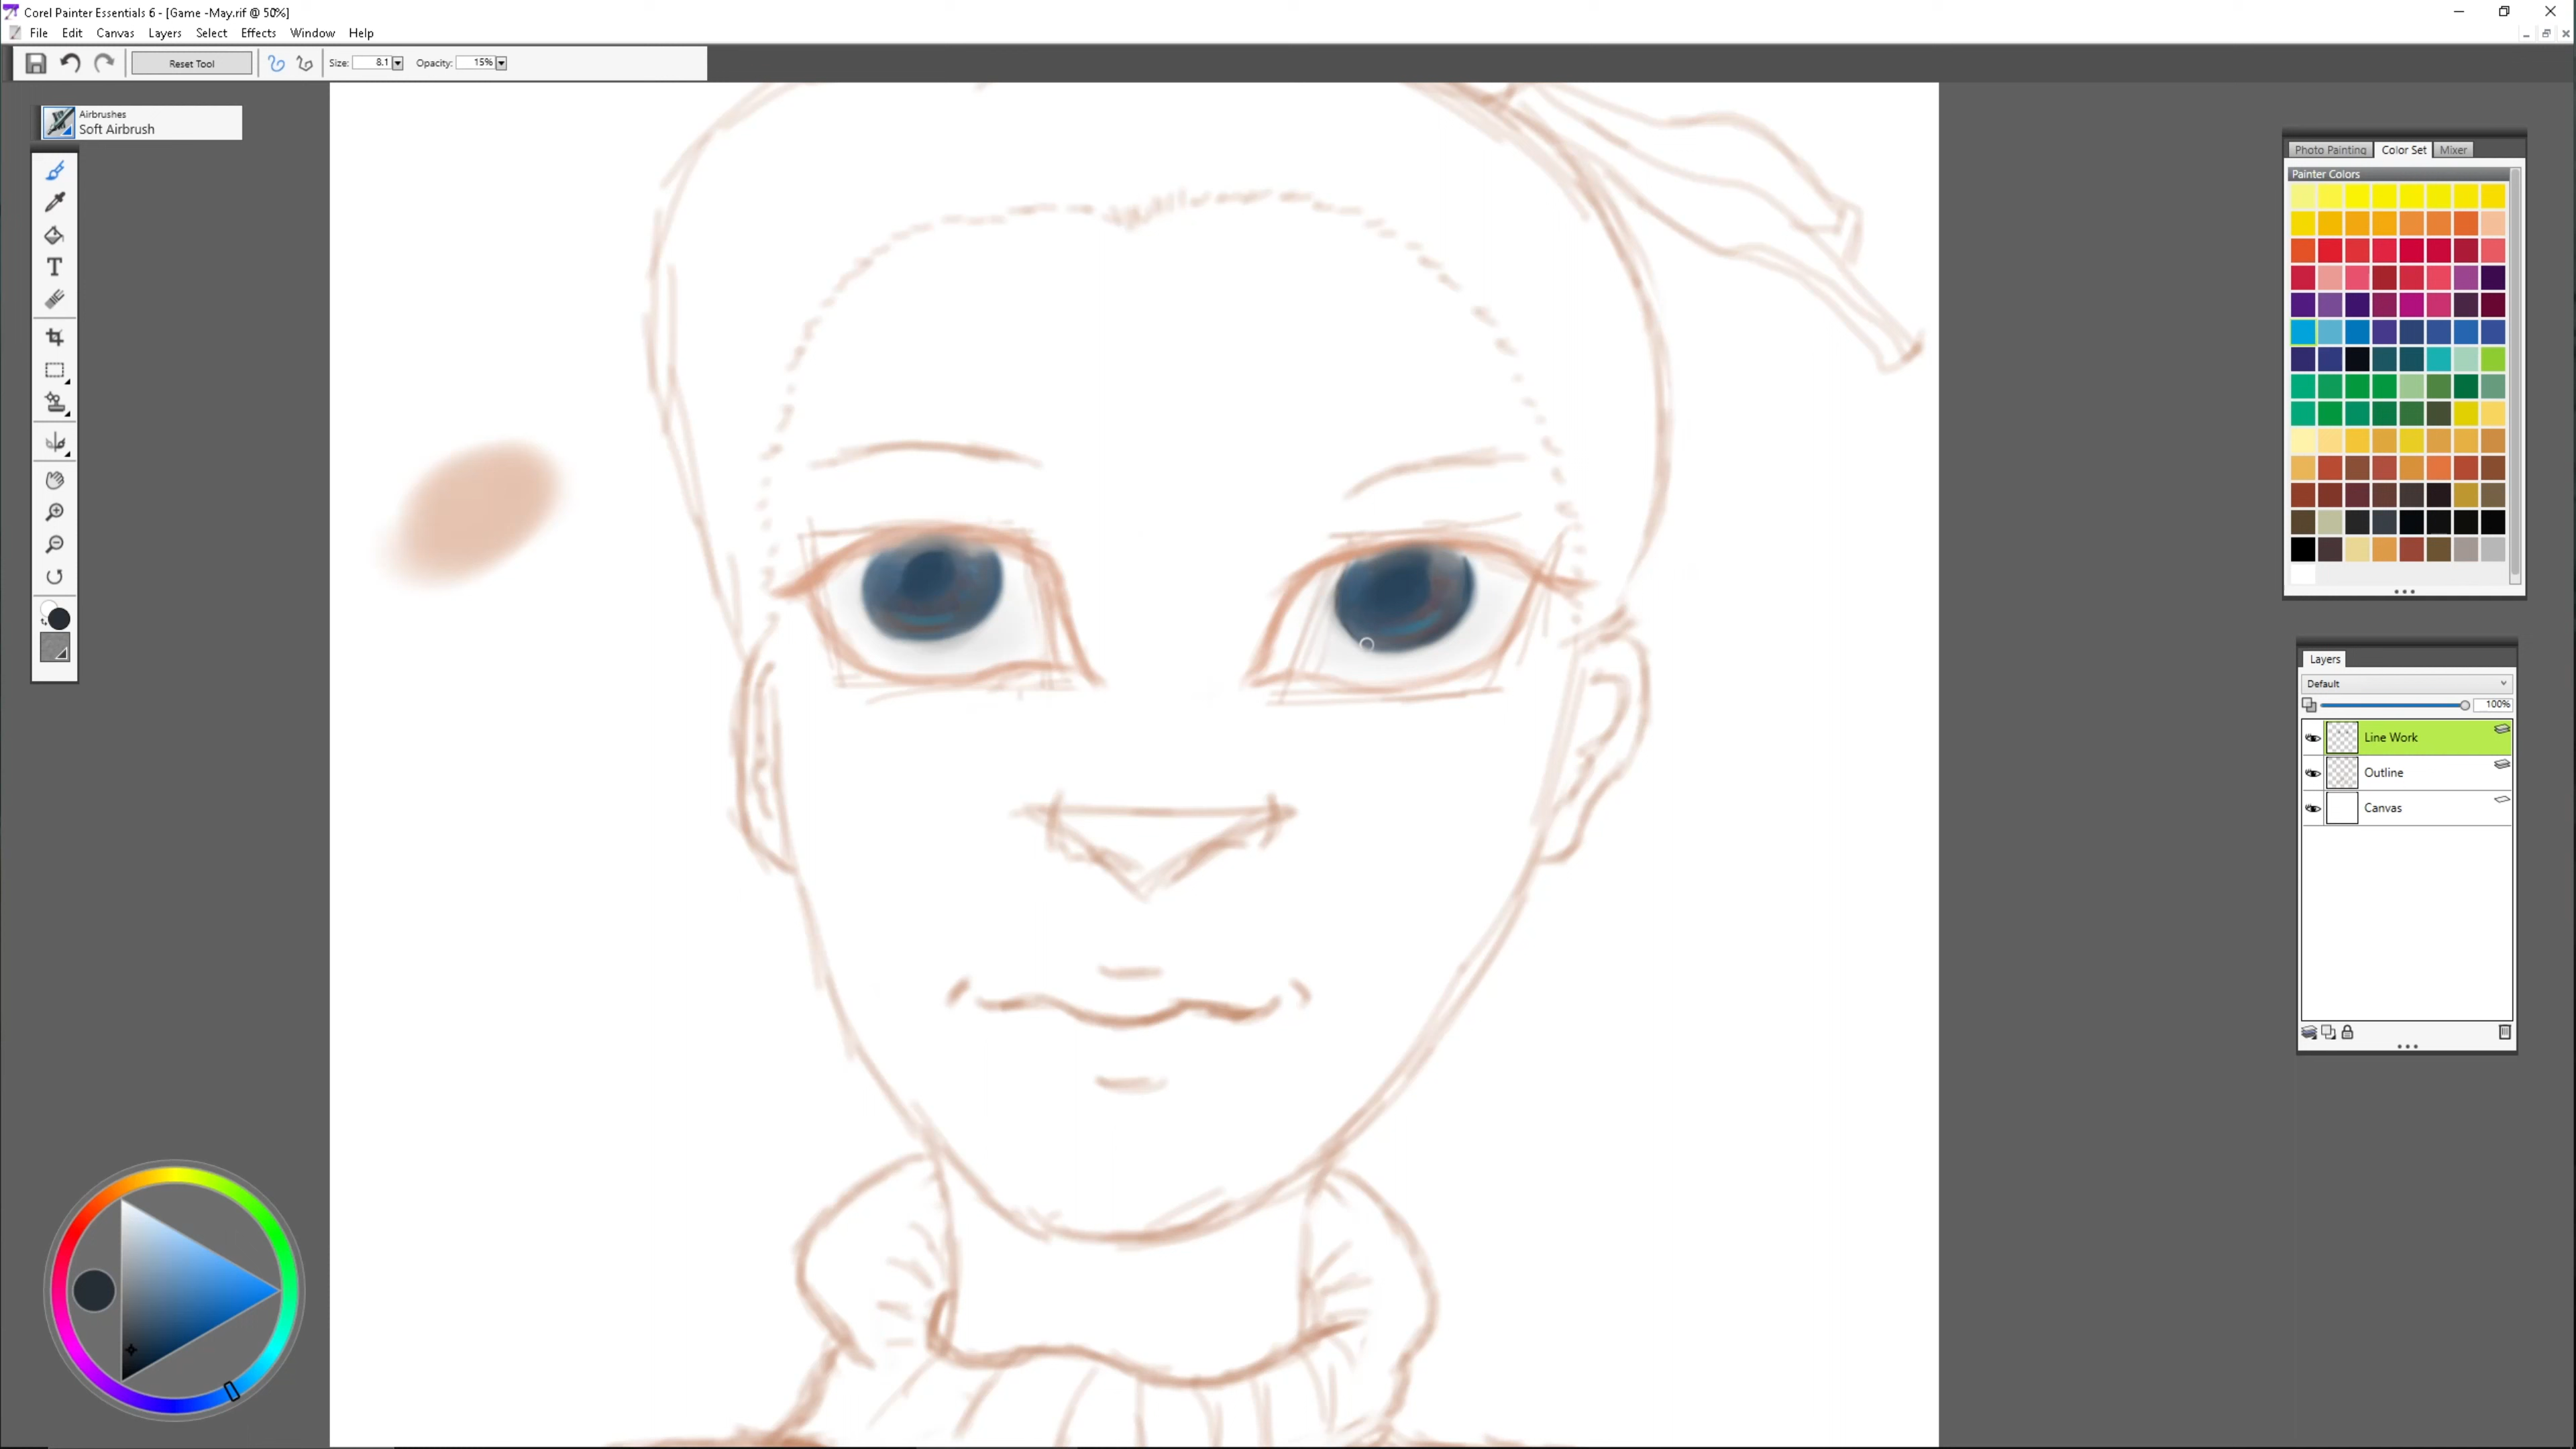 Corel Painter Essentials 6 - [Game -May.rif @ 50%]
File Edit Canvas Layers Select Effects Window Help
Reset Tool Size: 8.1 Opacity: 15%
Airbrushes
Soft Airbrush
T
Photo Painting Color Set Mixer
Painter Colors
Layers
Default
100%
Line Work
Outline
Canvas